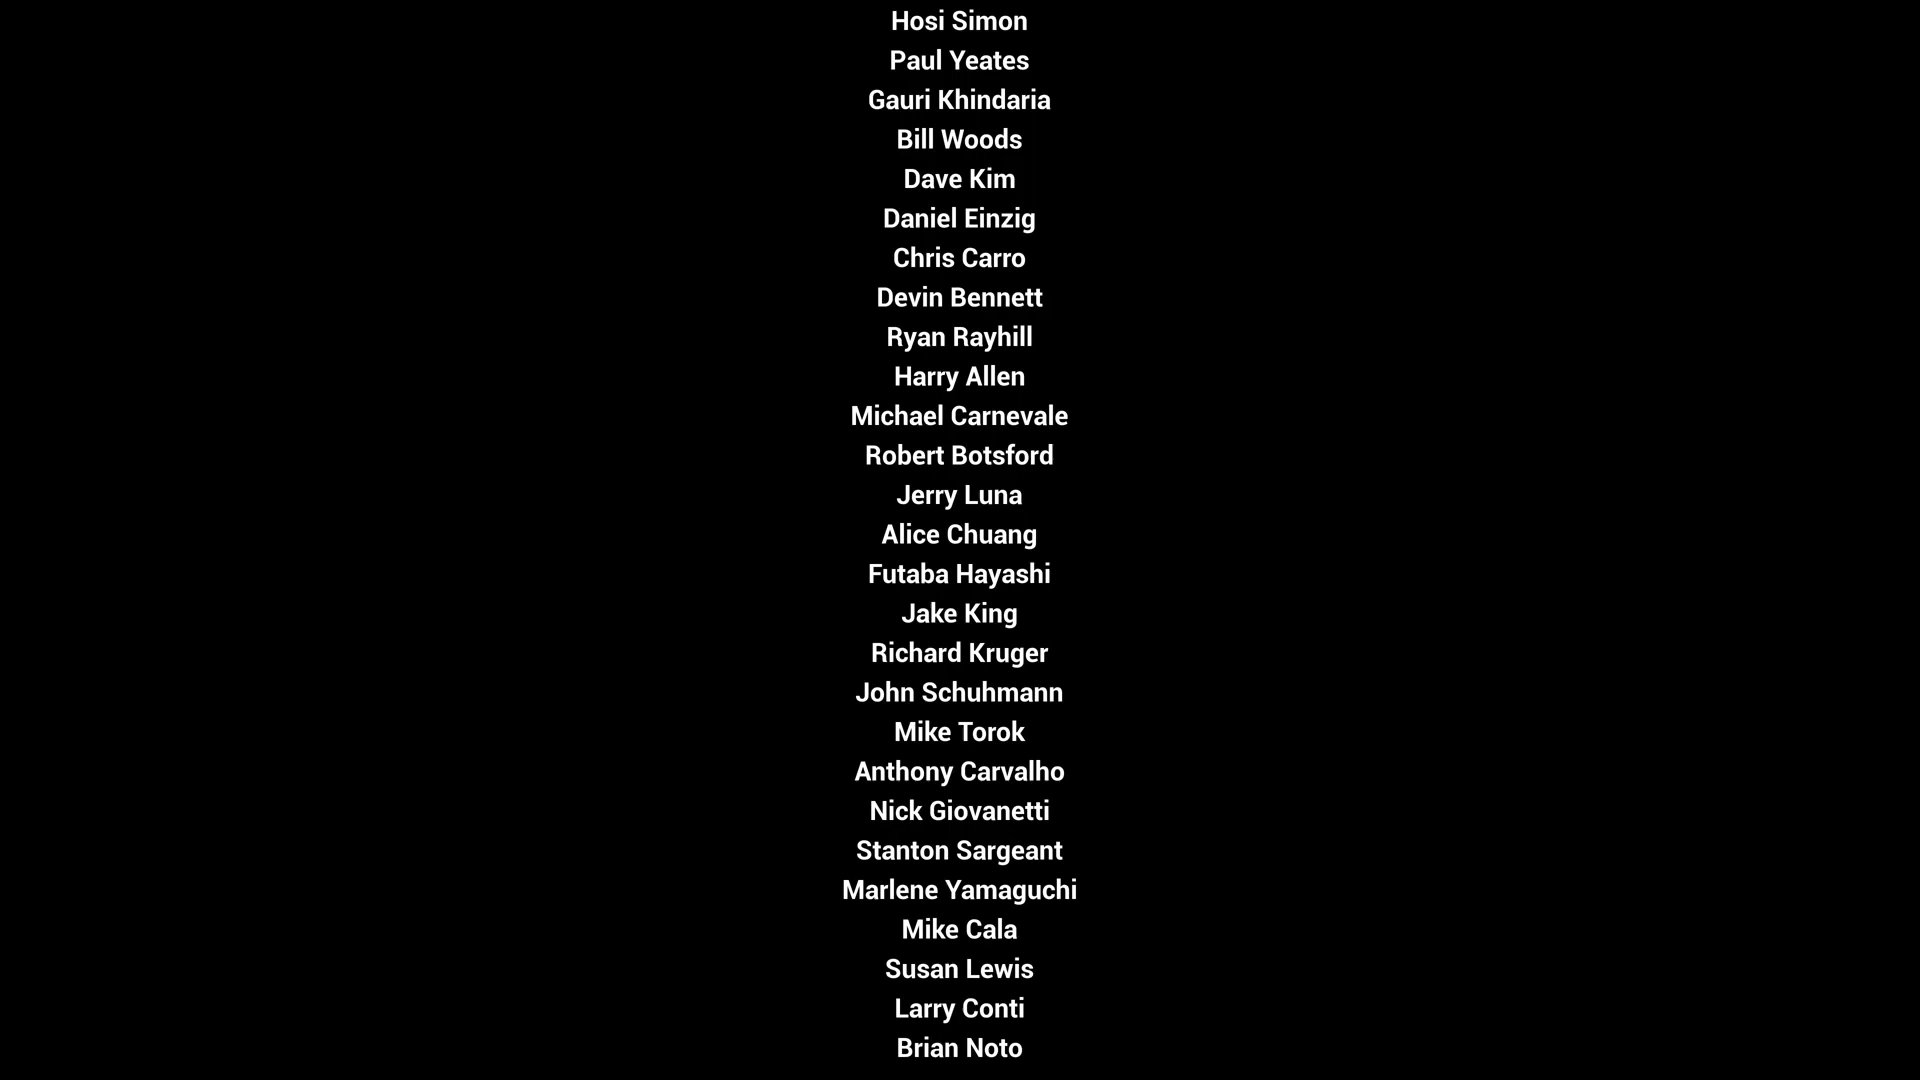 Hosi Simon
Paul Yeates
Gauri Khindaria
Bill Woods
Dave Kim
Daniel Einzig
Chris Carro
Devin Bennett
Ryan Rayhill
Harry Allen
Michael Carnevale
Robert Botsford
Jerry Luna
Alice Chuang
Futaba Hayashi
Jake King
Richard Kruger
John Schuhmann
Mike Torok
Anthony Carvalho
Nick Giovanetti
Stanton Sargeant
Marlene Yamaguchi
Mike Cala
Susan Lewis
Larry Conti
Brian Noto